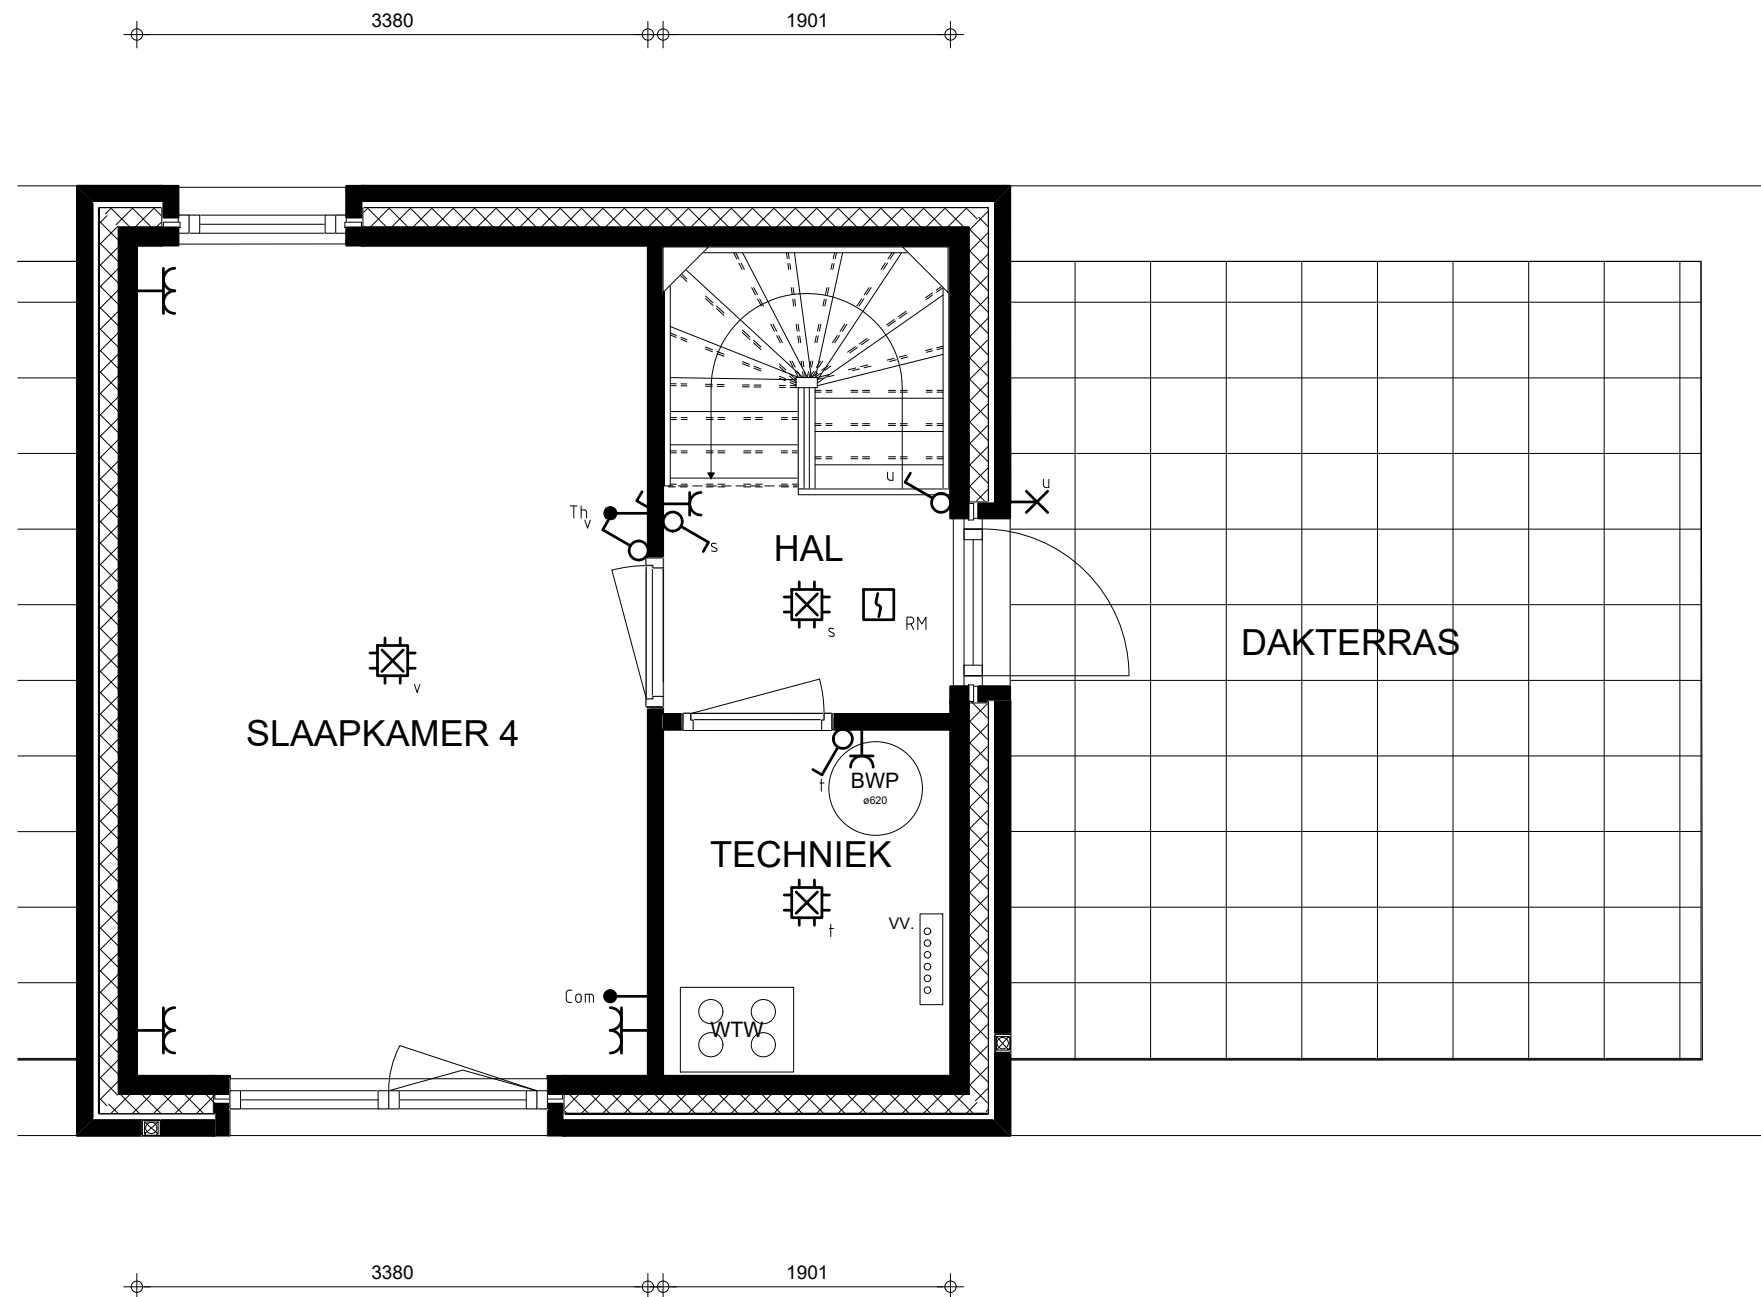 3380
1901
u
u
Th
v
s
HAL
s
RM
DAKTERRAS
v
SLAAPKAMER 4
t
BWP
ø620
TECHNIEK
t
VV.
Com
WTW
3380
1901